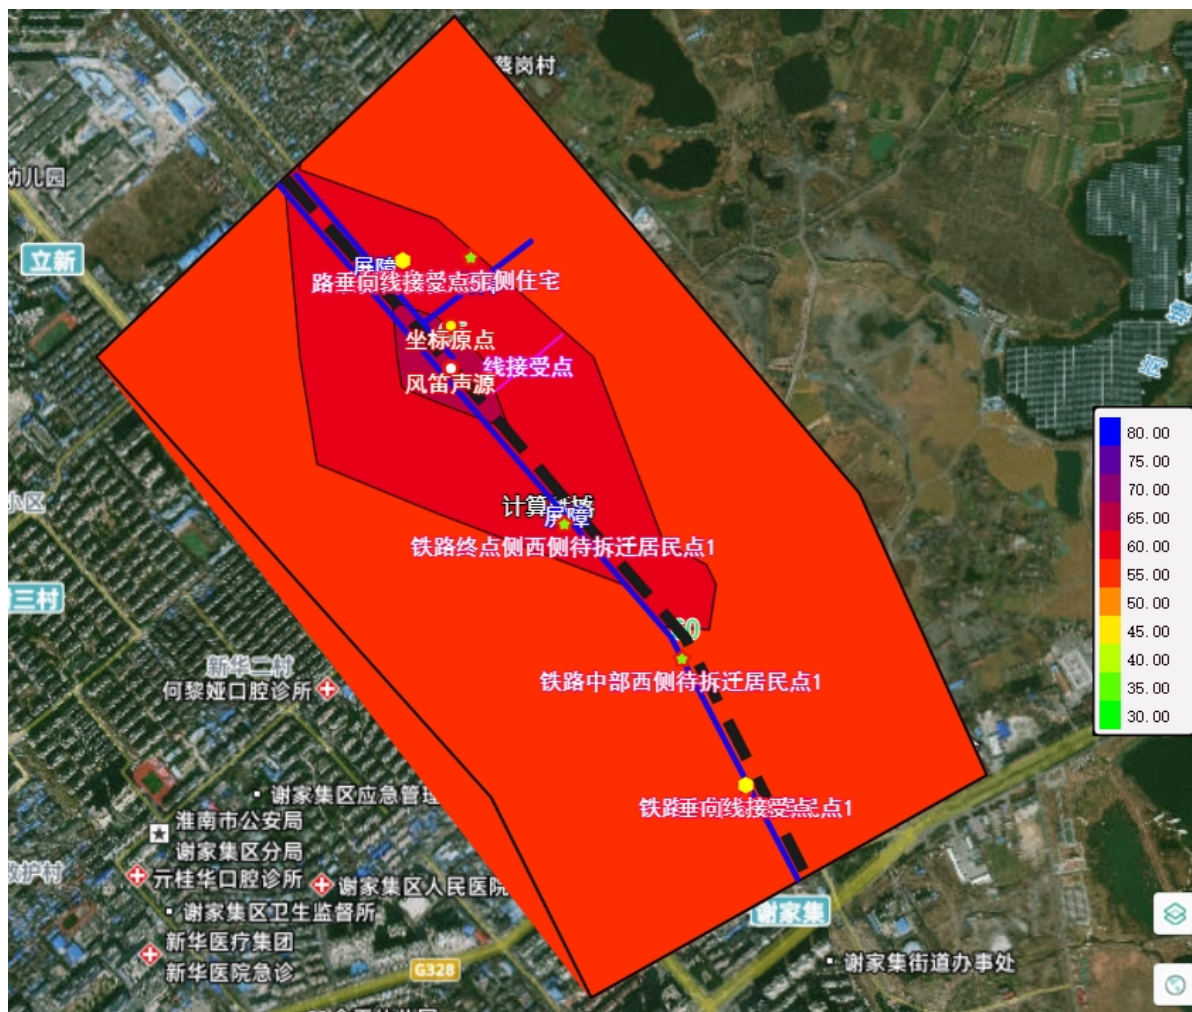 蔡岗村
幼儿园
立新
屏障
路垂向线接受点
侧住宅
坐标原点
线接受点
风笛声源
80.00
75.00
70.00
65.00
60.00
55.00
50.00
45.00
40.00
35.00
30.00
小区
计算
屏障
铁路终点侧西侧待拆迁居民点1
三村
60
新华二村
何黎娅口腔诊所
铁路中部西侧待拆迁居民点1
谢家集区应急管理
垂向线接受点
点1
淮南市公安局
谢家集区分局
亓桂华口腔诊所
谢家集区人民医院
谢家集区卫生监督所
谢家集
新华医疗集团
新华医院急诊
G328
谢家集街道办事处